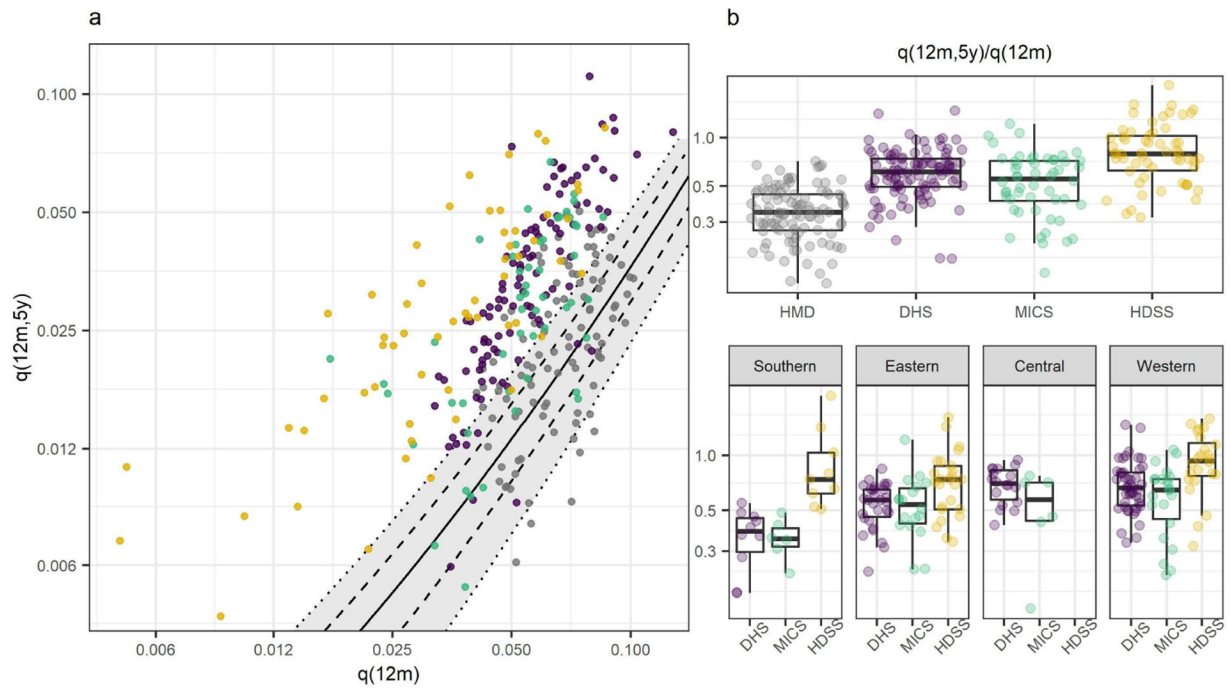 a
q(12m,5y)
0.100
0.050
0.025
0.012
0.006
0.006
0.012
0.025
0.050
0.100
q(12m)
b
q(12m,5y)/q(12m)
1.0
0.5
0.3
HMD
DHS
MICS
HDSS
Southern
Eastern
Central
Western
1.0
0.5
0.3
DHS
MICS
HDSS
DHS
MICS
HDSS
DHS
MICS
HDSS
DHS
MICS
HDSS